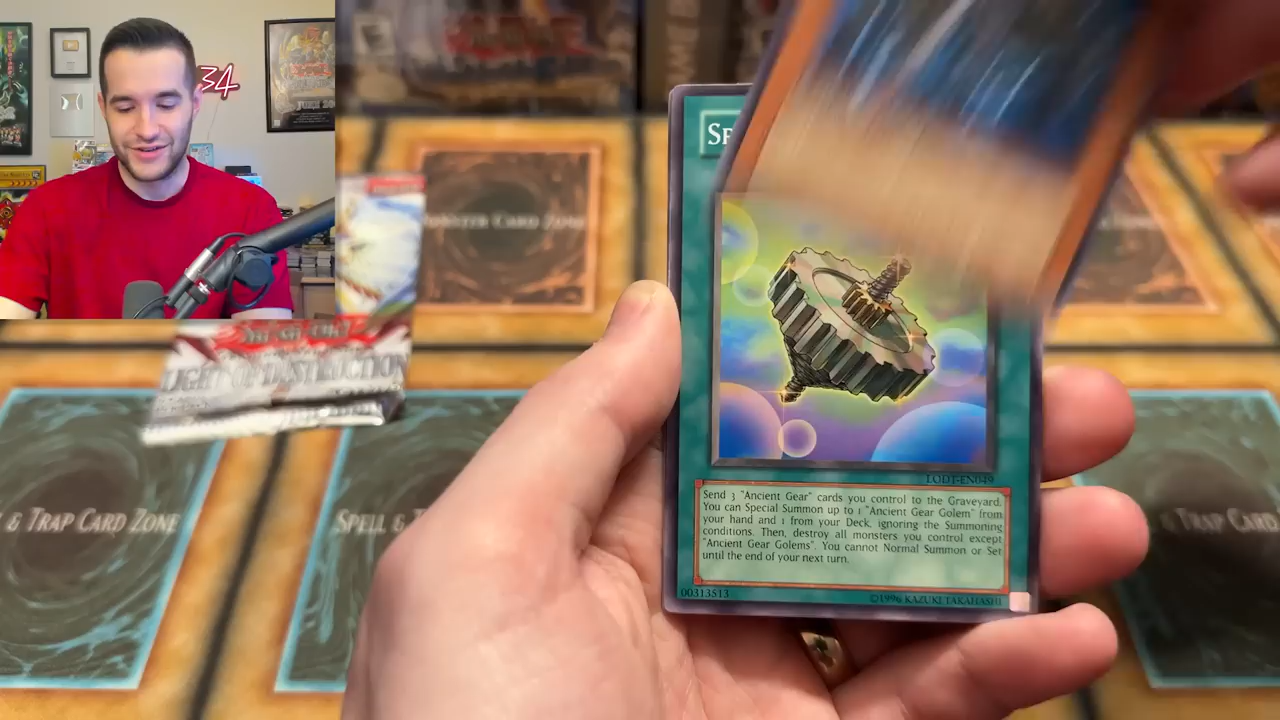 34
LIGHT OF DESTRUCTION
MONSTER CARD ZONE
Sp
LODT-EN049
Send 3 "Ancient Gear" cards you control to the Graveyard.
You can Special Summon up to 1 "Ancient Gear Golem" from
your hand and 1 from your Deck, ignoring the Summoning
conditions. Then, destroy all monsters you control except
"Ancient Gear Golems". You cannot Normal Summon or Set
until the end of your next turn.
00313513
©1996 KAZUKI TAKAHASHI
& TRAP CARD ZONE
SPELL & T
& TRAP CARD